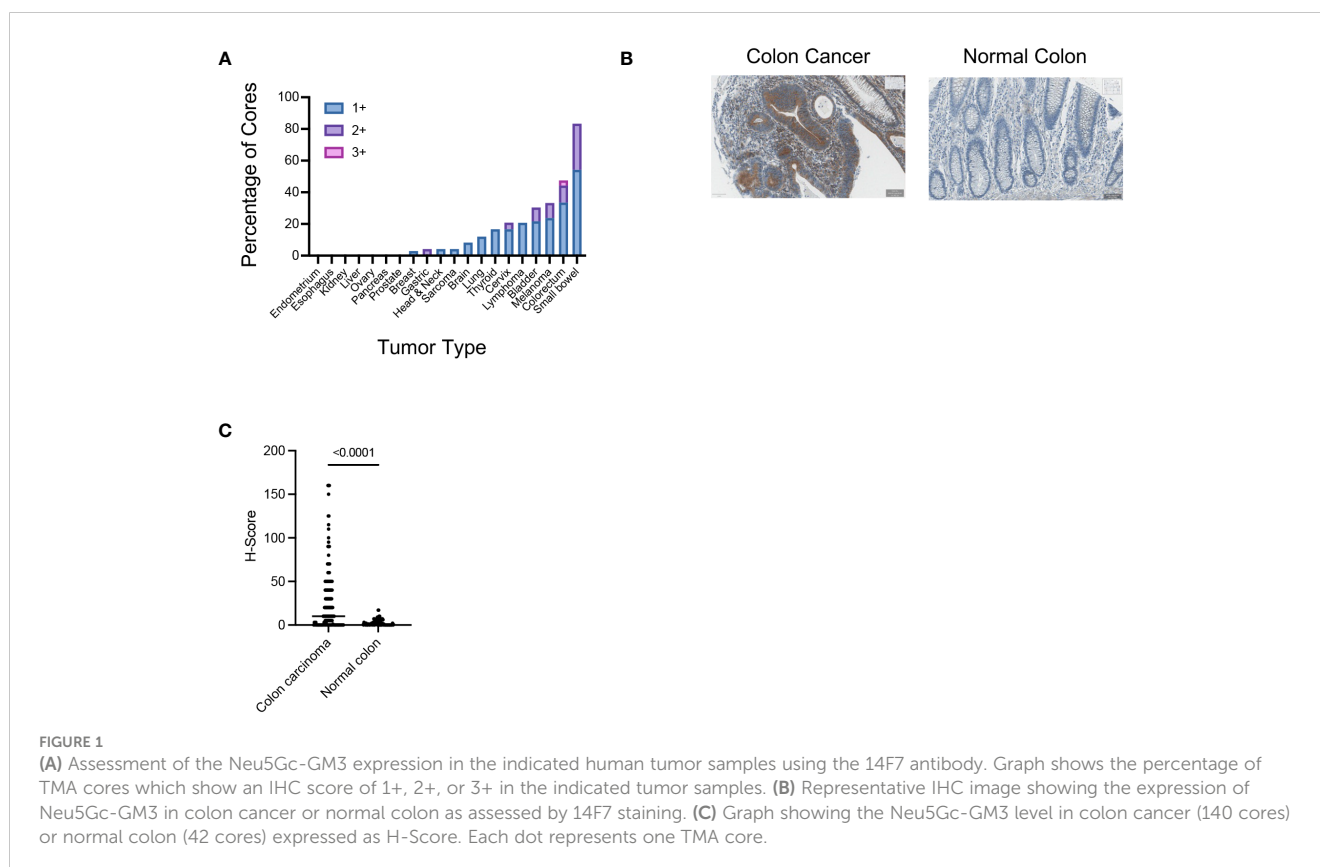 A
Percentage of Cores
100
80
60
40
20
0
1+
2+
3+
Endometrium
Esophagus
Kidney
Liver
Ovary
Pancreas
Prostate
Breast
Gastric
Head & Neck
Sarcoma
Brain
Lung
Thyroid
Cervix
Lymphoma
Bladder
Melanoma
Colorectum
Small bowel
Tumor Type
B
Colon Cancer
Normal Colon
C
H-Score
200
150
100
50
0
<0.0001
Colon carcinoma
Normal colon
FIGURE 1
(A) Assessment of the Neu5Gc-GM3 expression in the indicated human tumor samples using the 14F7 antibody. Graph shows the percentage of
TMA cores which show an IHC score of 1+, 2+, or 3+ in the indicated tumor samples. (B) Representative IHC image showing the expression of
Neu5Gc-GM3 in colon cancer or normal colon as assessed by 14F7 staining. (C) Graph showing the Neu5Gc-GM3 level in colon cancer (140 cores)
or normal colon (42 cores) expressed as H-Score. Each dot represents one TMA core.